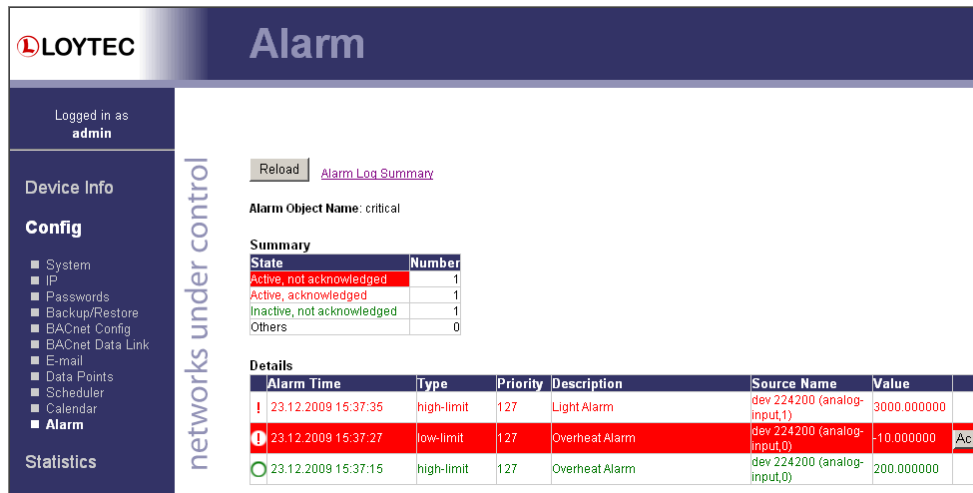 LOYTEC
Alarm
Logged in as
admin
Device Info
Config
System
IP
Passwords
Backup/Restore
BACnet Config
BACnet Data Link
E-mail
Data Points
Scheduler
Calendar
Alarm
Statistics
networks under control
Reload Alarm Log Summary
Alarm Object Name: critical
Summary
State Number
Active, not acknowledged 1
Active, acknowledged 1
Inactive, not acknowledged 1
Others 0
Details
Alarm Time Type Priority Description Source Name Value
! 23.12.2009 15:37:35 high-limit 127 Light Alarm dev 224200 (analog-input,1) 3000.000000
! 23.12.2009 15:37:27 low-limit 127 Overheat Alarm dev 224200 (analog-input,0) -10.000000 Ac
23.12.2009 15:37:15 high-limit 127 Overheat Alarm dev 224200 (analog-input,0) 200.000000